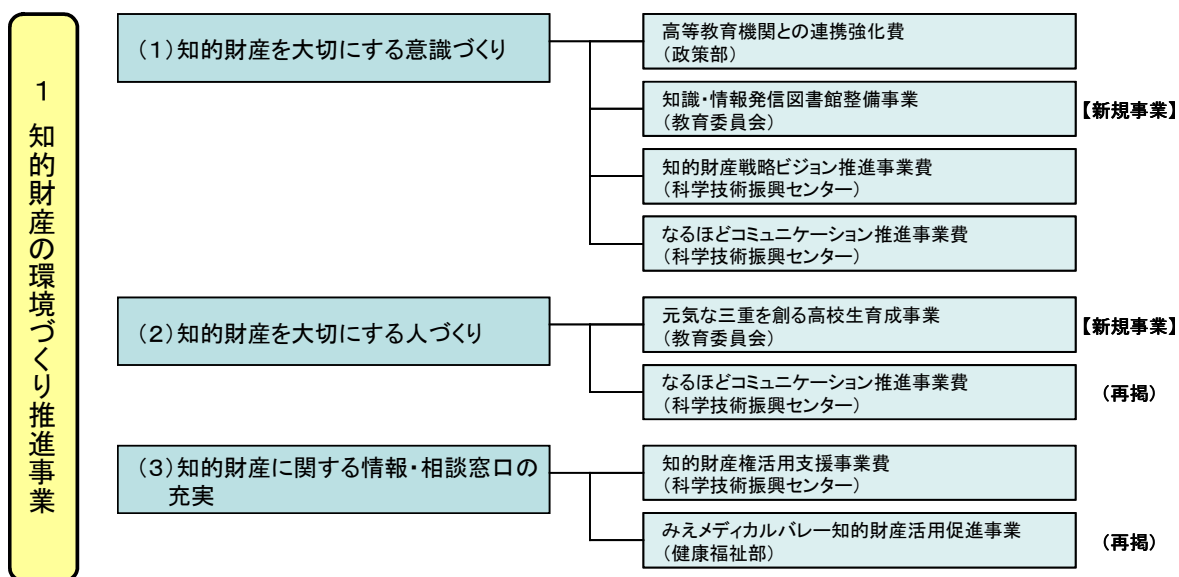 1 知的財産の環境づくり推進事業
(1)知的財産を大切にする意識づくり
高等教育機関との連携強化費
(政策部)
知識・情報発信図書館整備事業
(教育委員会)
【新規事業】
知的財産戦略ビジョン推進事業費
(科学技術振興センター)
なるほどコミュニケーション推進事業費
(科学技術振興センター)
(2)知的財産を大切にする人づくり
元気な三重を創る高校生育成事業
(教育委員会)
【新規事業】
なるほどコミュニケーション推進事業費
(科学技術振興センター)
(再掲)
(3)知的財産に関する情報・相談窓口の
充実
知的財産権活用支援事業費
(科学技術振興センター)
みえメディカルバレー知的財産活用促進事業
(健康福祉部)
(再掲)